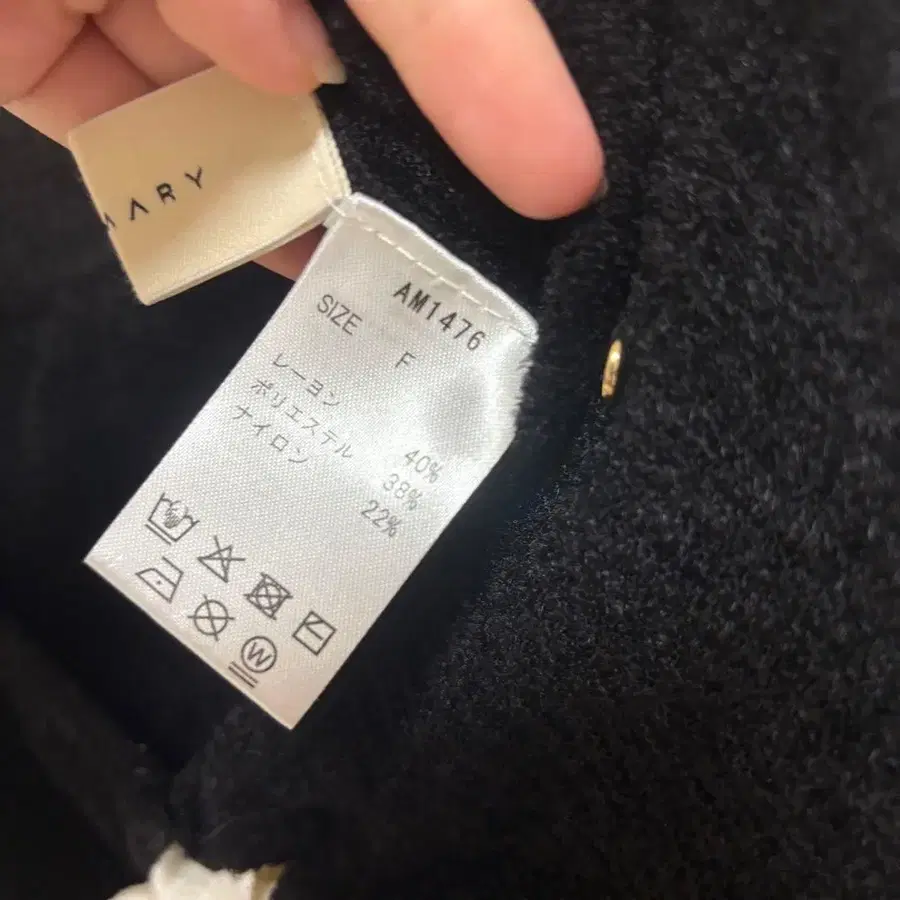 AARY
AM1476
SIZE
F
レーヨン 40%
ポリエステル 38%
ナイロン 22%
W